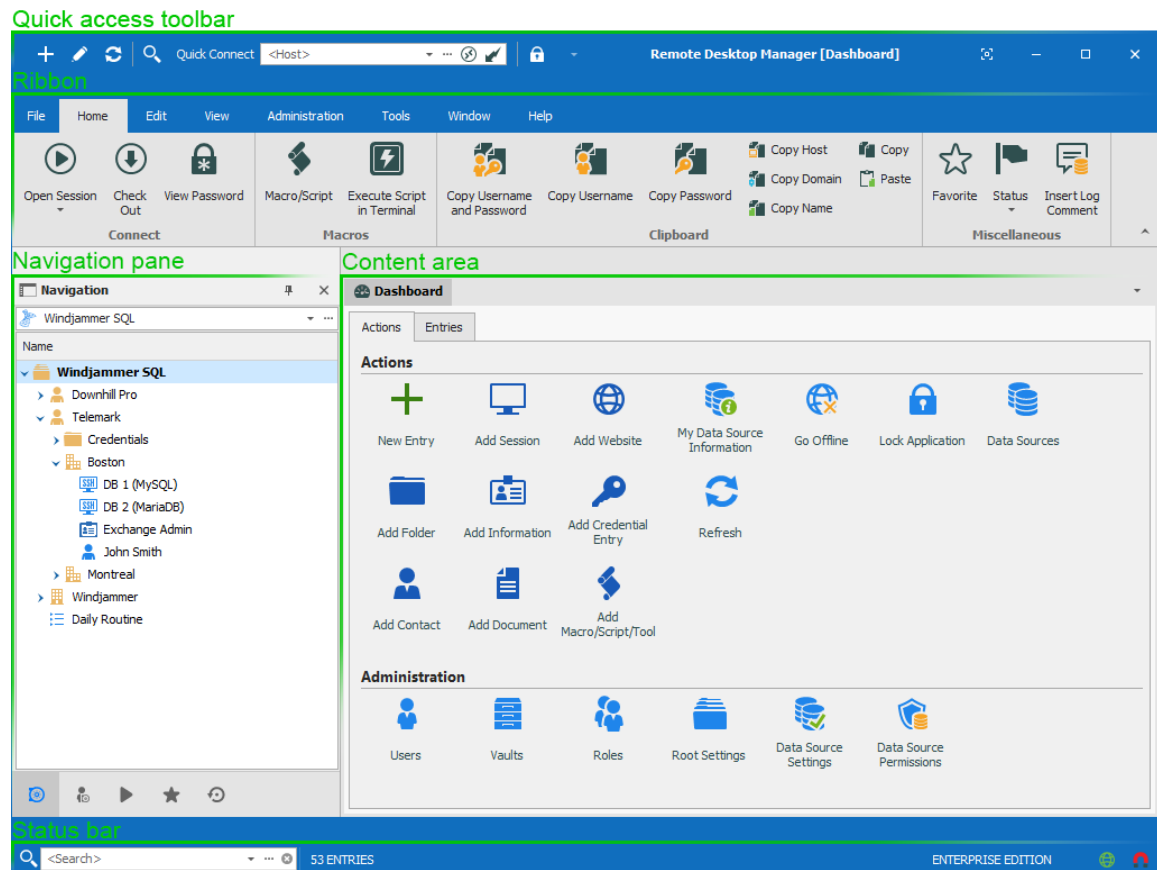 Quick access toolbar
Quick Connect <Host> Remote Desktop Manager [Dashboard]
Ribbon
File Home Edit View Administration Tools Window Help
Open Session
Check Out
View Password
Connect
Macro/Script
Execute Script in Terminal
Macros
Copy Username and Password
Copy Username
Copy Password
Copy Host
Copy Domain
Copy Name
Copy
Paste
Clipboard
Favorite
Status
Insert Log Comment
Miscellaneous
Navigation pane
Navigation
Windjammer SQL
Name
Windjammer SQL
Downhill Pro
Telemark
Credentials
Boston
SSH DB 1 (MySQL)
SSH DB 2 (MariaDB)
Exchange Admin
John Smith
Montreal
Windjammer
Daily Routine
Content area
Dashboard
Actions Entries
Actions
New Entry
Add Session
Add Website
My Data Source Information
Go Offline
Lock Application
Data Sources
Add Folder
Add Information
Add Credential Entry
Refresh
Add Contact
Add Document
Add Macro/Script/Tool
Administration
Users
Vaults
Roles
Root Settings
Data Source Settings
Data Source Permissions
Status bar
<Search> 53 ENTRIES ENTERPRISE EDITION